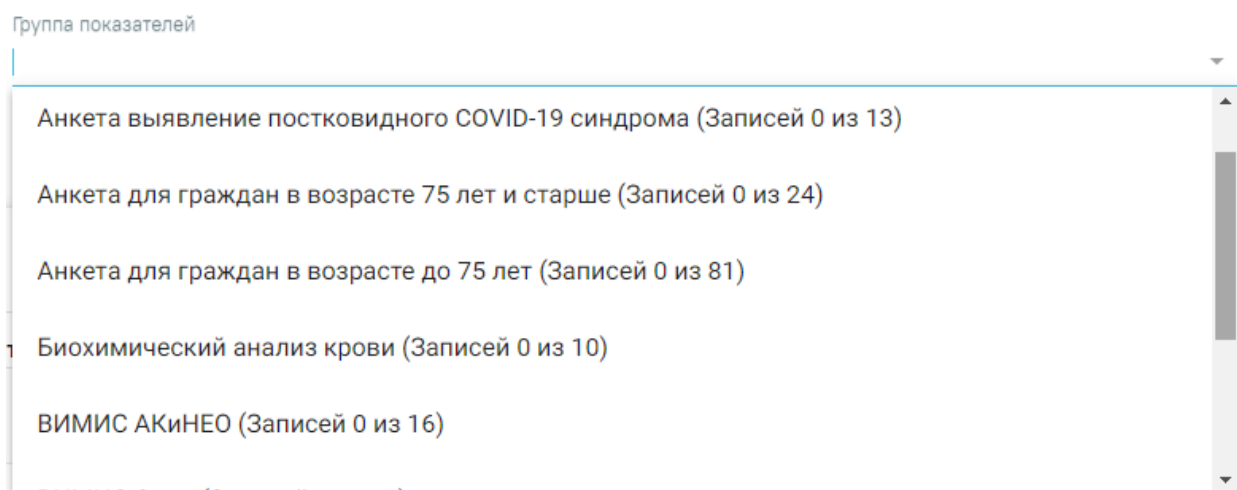 Группа показателей
Анкета выявление постковидного COVID-19 синдрома (Записей 0 из 13)
Анкета для граждан в возрасте 75 лет и старше (Записей 0 из 24)
Анкета для граждан в возрасте до 75 лет (Записей 0 из 81)
Биохимический анализ крови (Записей 0 из 10)
ВИМИС АКиНЕО (Записей 0 из 16)